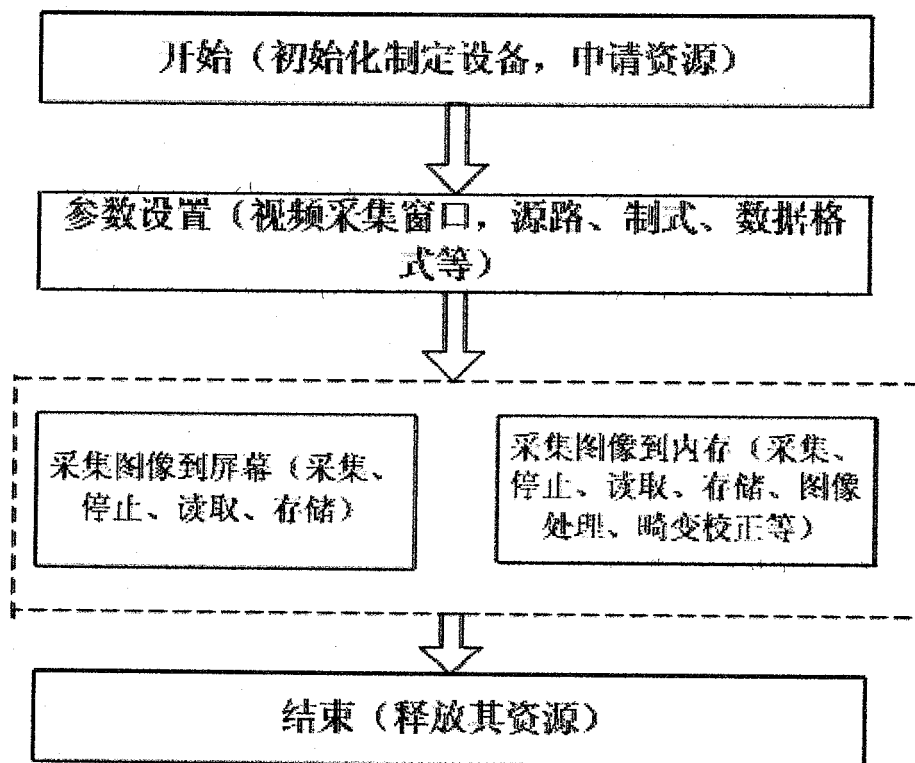 开始（初始化制定设备，申请资源）
参数设置（视频采集窗口，源路、制式、数据格
式等）
采集图像到屏幕（采集、
停止、读取、存储）
采集图像到内存（采集、
停止、读取、存储、图像
处理、畸变校正等）
结束（释放其资源）